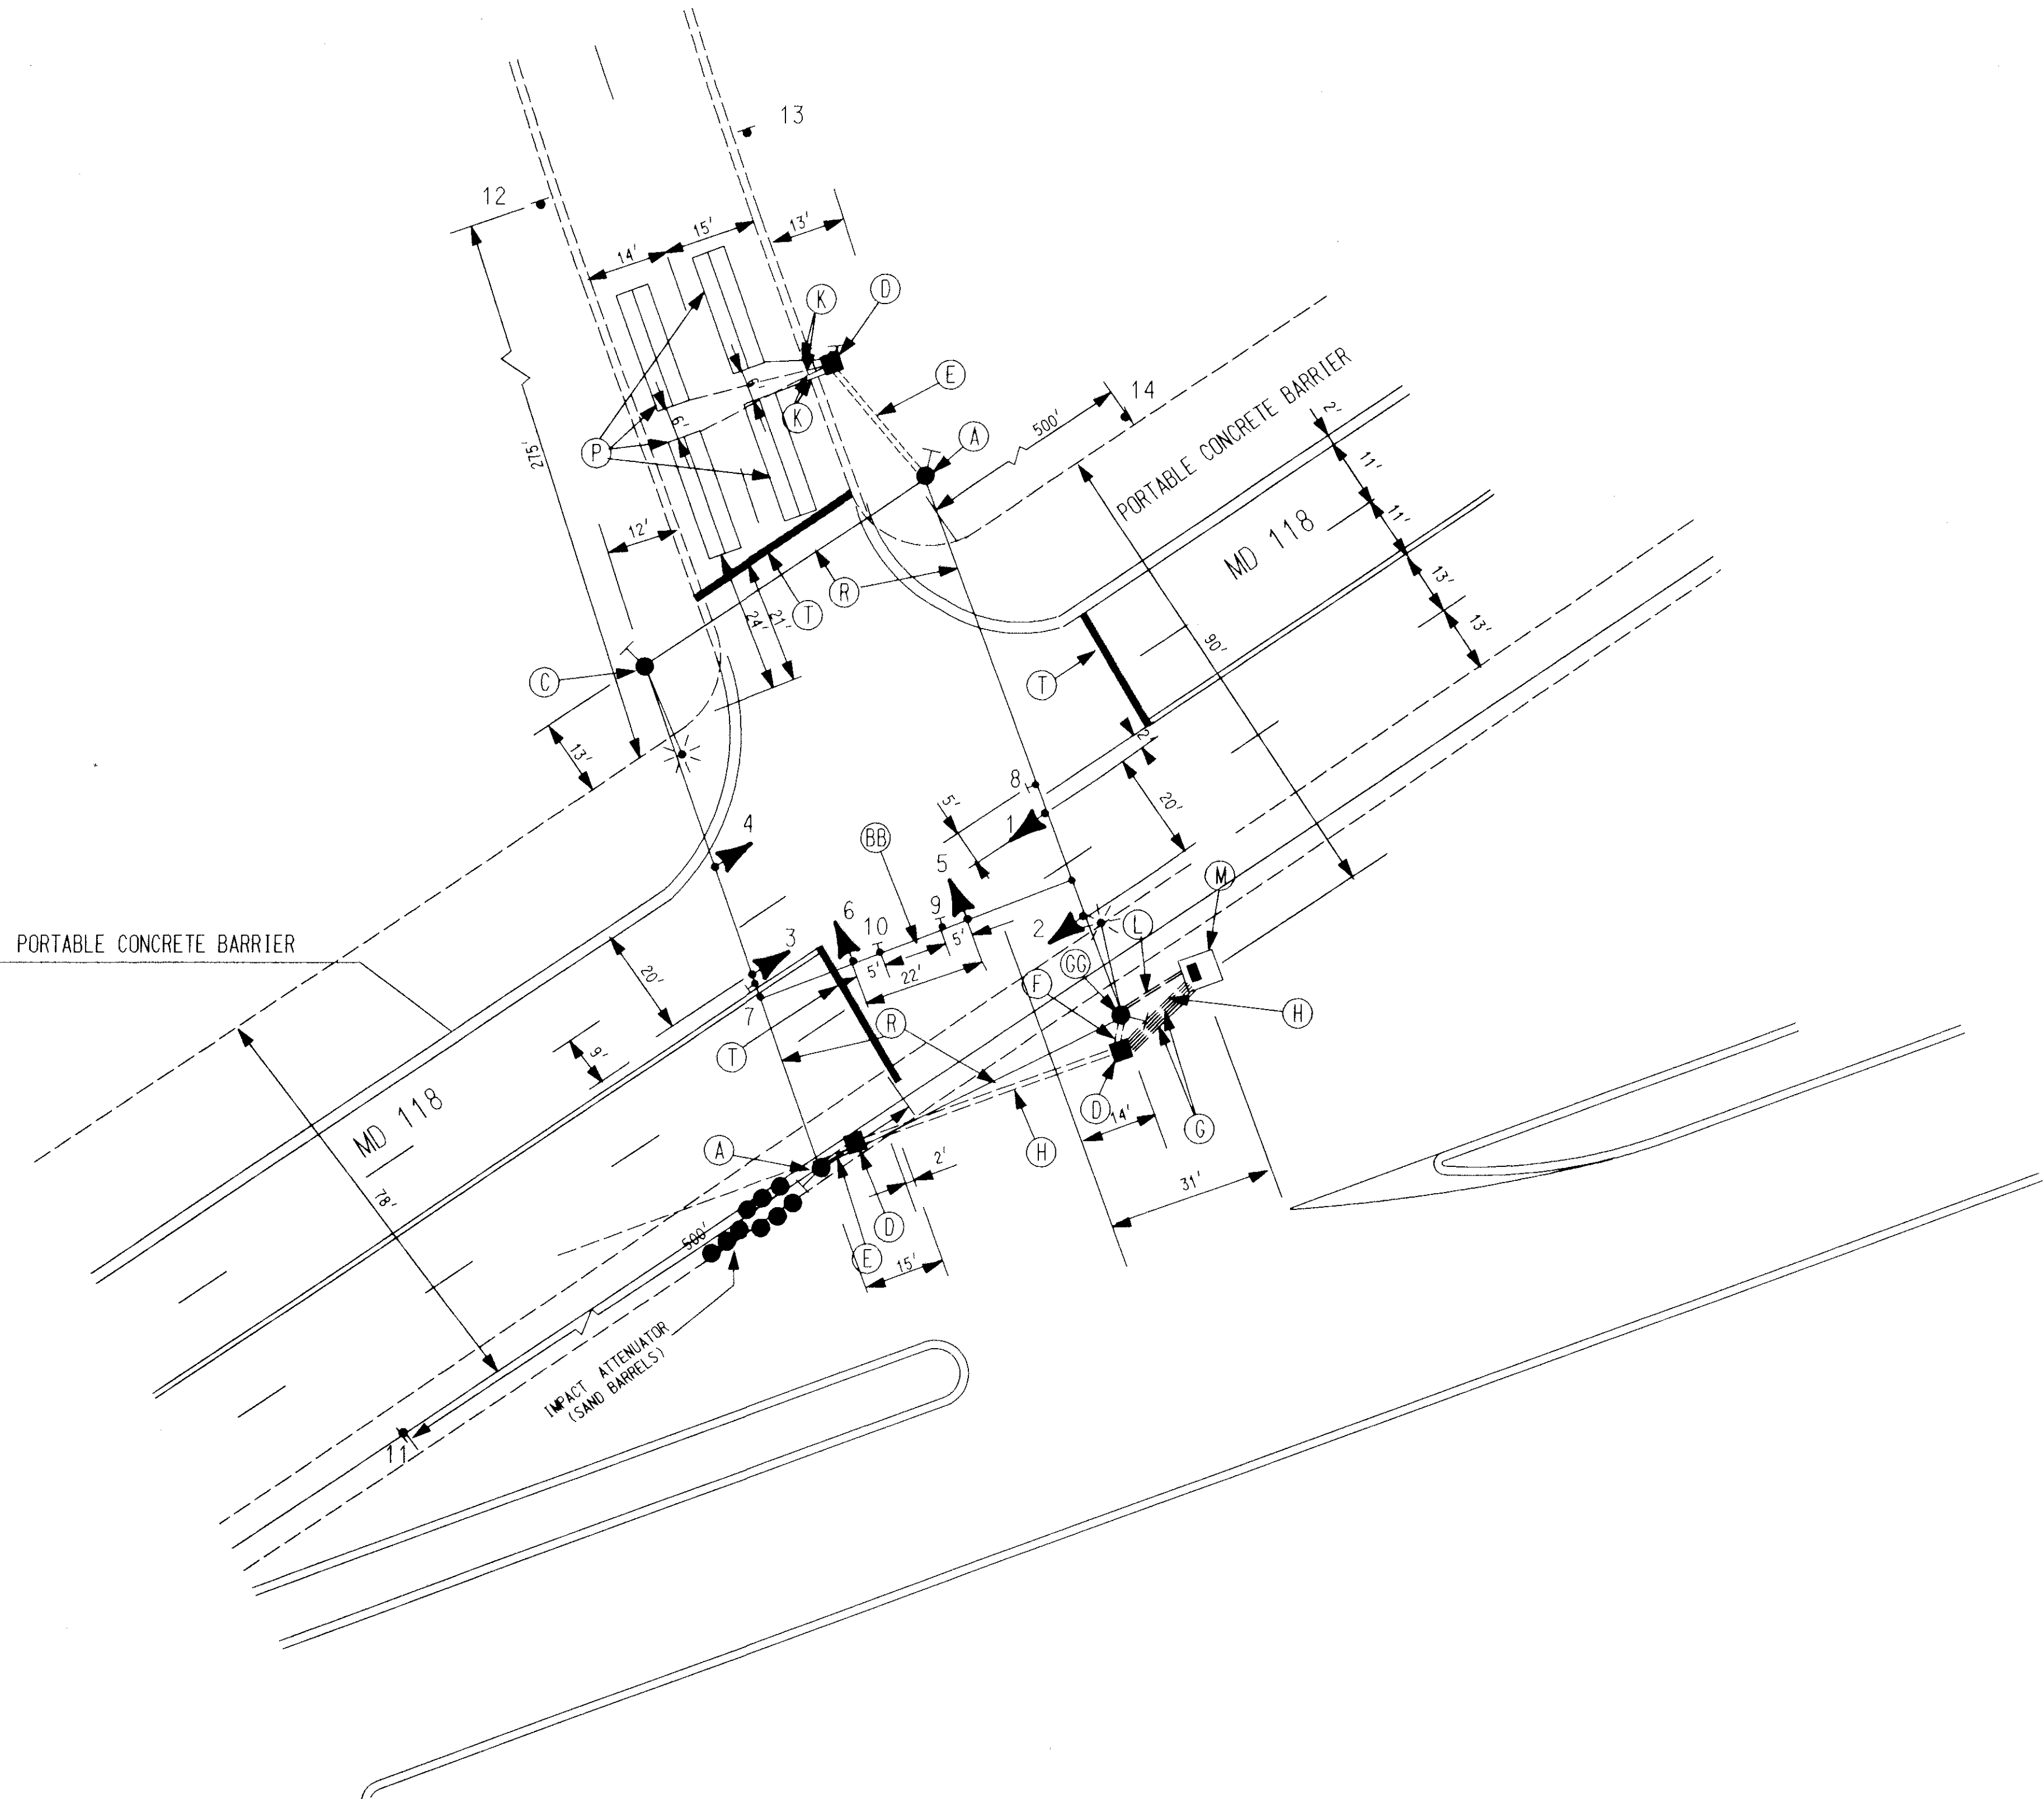 13
12
15'
13'
14'
K
D
E
14
500'
A
PORTABLE CONCRETE BARRIER
2'
11'
11'
MD 118
13'
13'
K
6'
6'
P
275'
12'
T
R
24'
21'
90'
T
C
13'
8
2'
20'
5'
1
4
BB
5
M
6
9
10
2
L
5'
5'
22'
GG
F
H
3
PORTABLE CONCRETE BARRIER
20'
7
R
T
9'
D
14'
G
MD 118
A
H
2'
31'
78'
D
500'
E
15'
IMPACT ATTENUATOR
(SAND BARRELS)
11